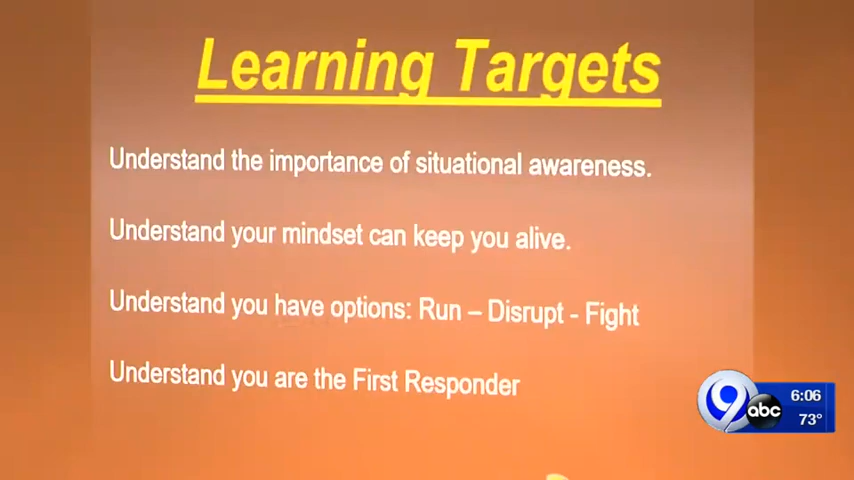 Learning Targets
Understand the importance of situational awareness.
Understand your mindset can keep you alive.
Understand you have options: Run – Disrupt - Fight
Understand you are the First Responder
9
abc
6:06
73°